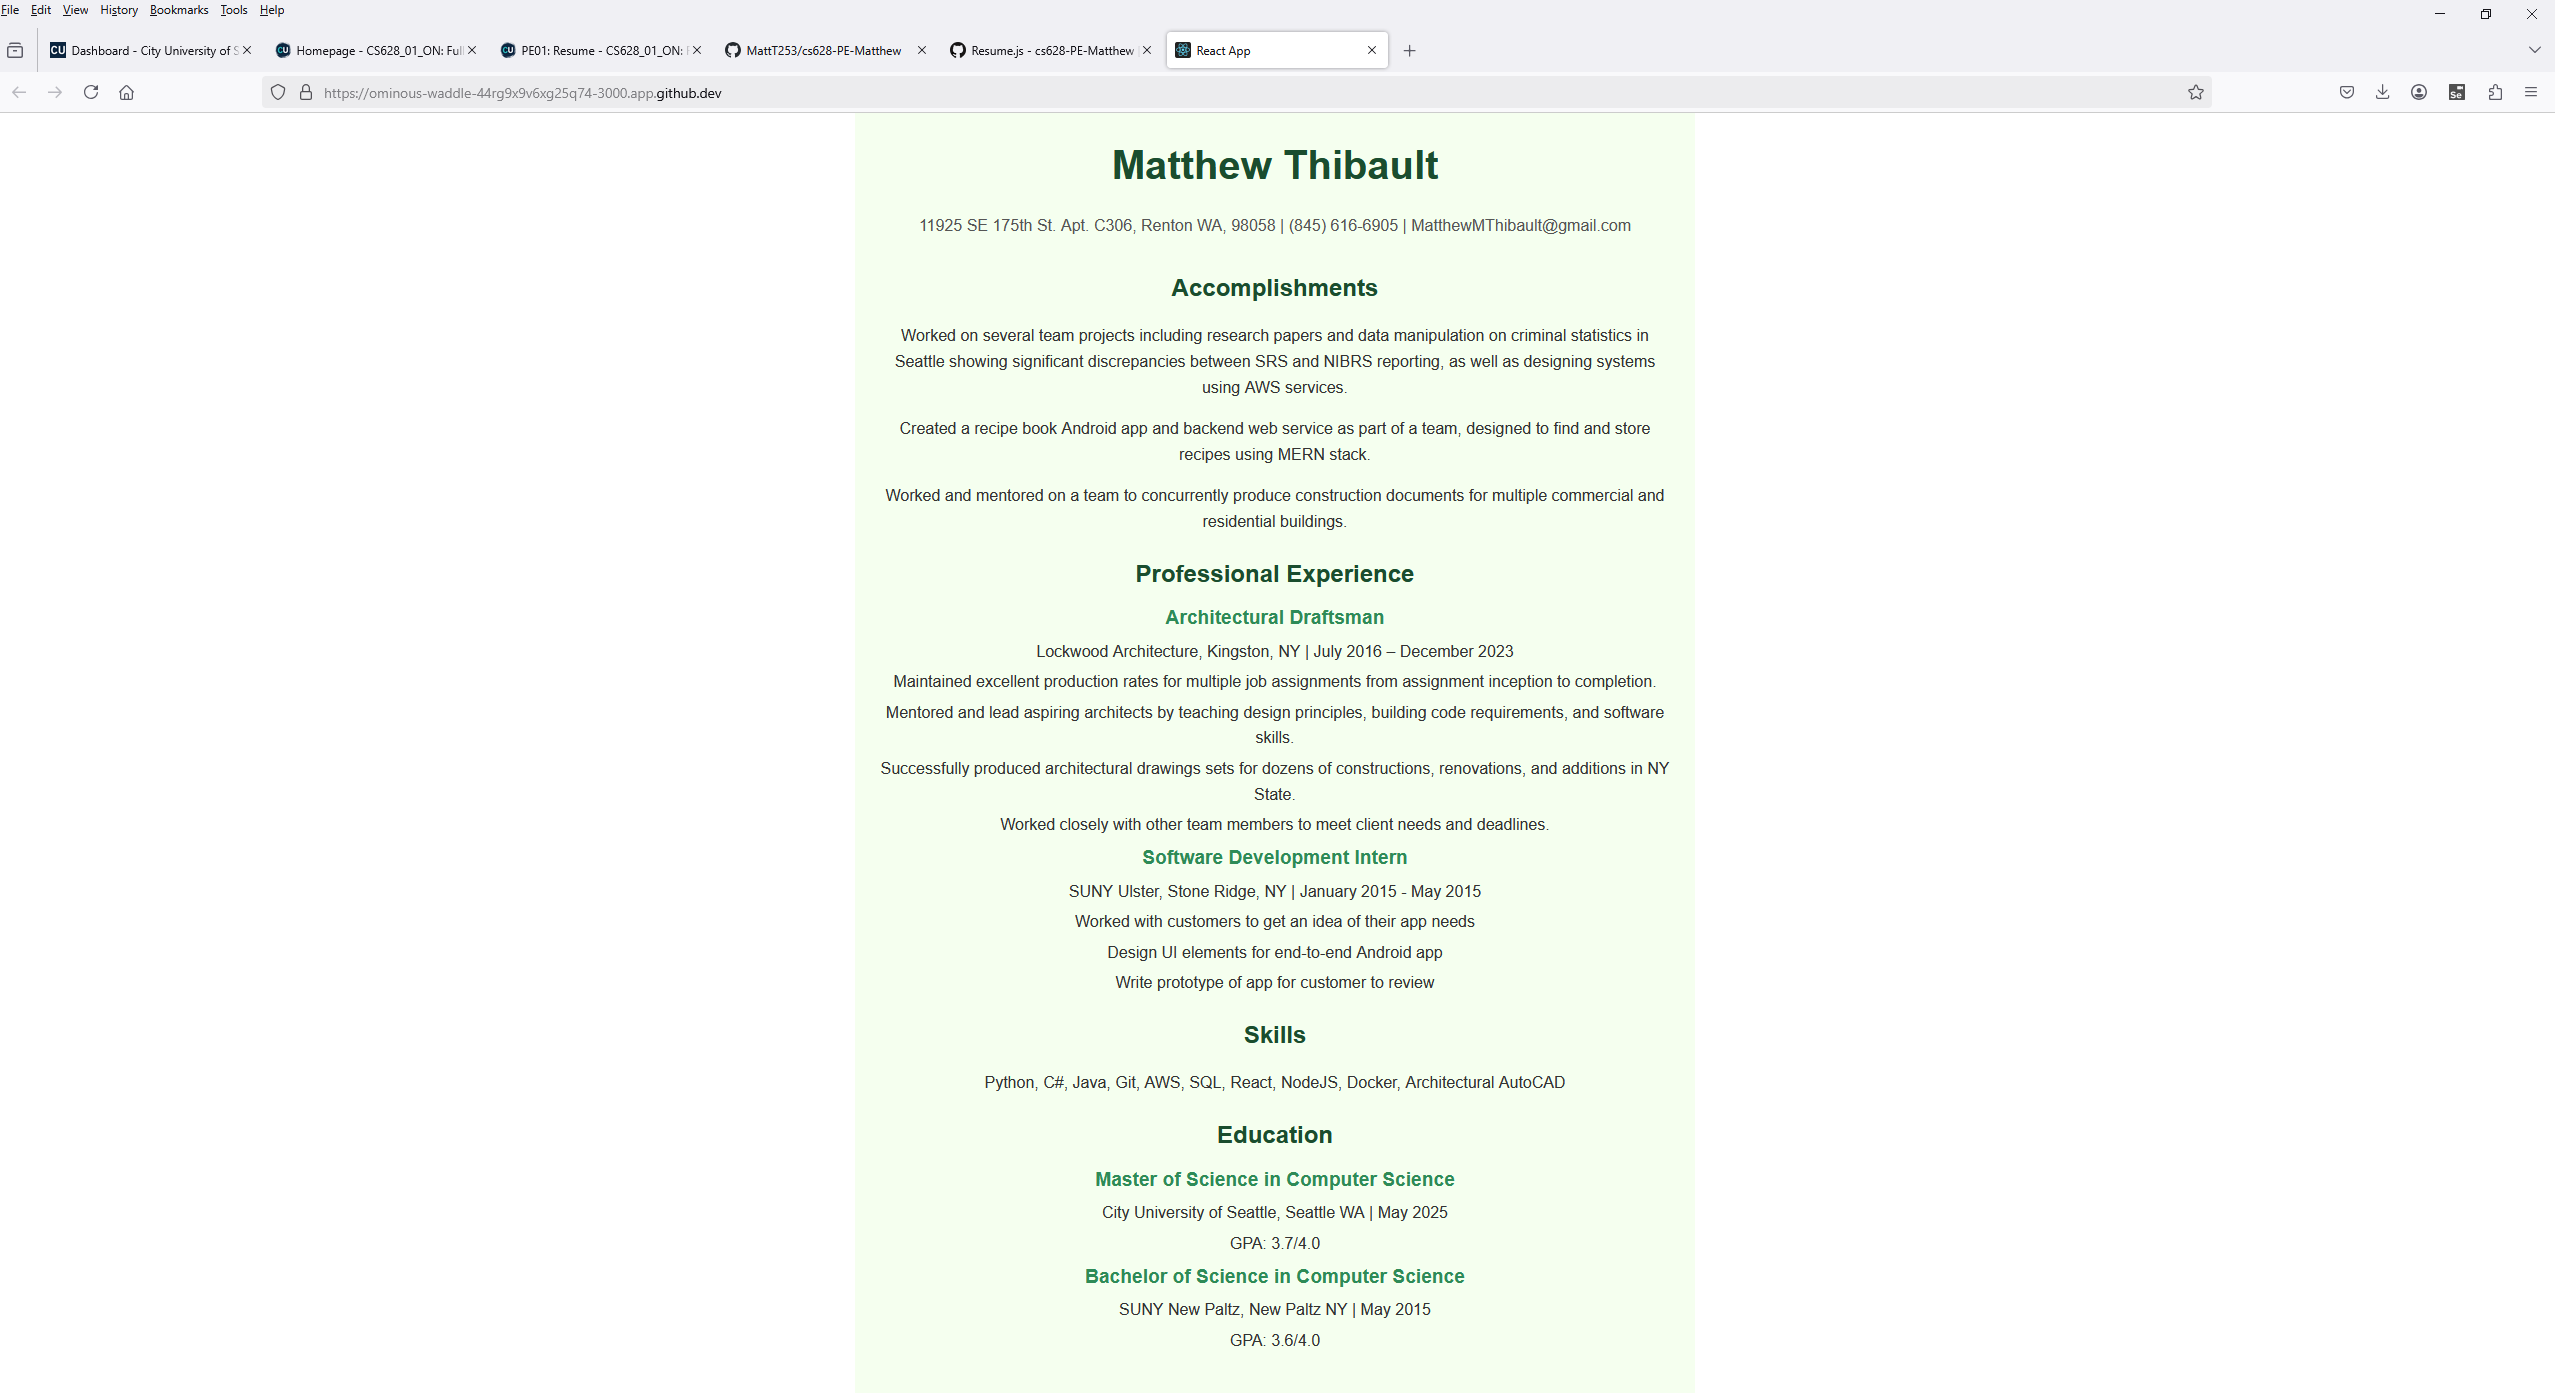 File Edit View History Bookmarks Tools Help
Dashboard - City University of S
Homepage - CS628_01_ON: Ful
PE01: Resume - CS628_01_ON:
MattT253/cs628-PE-Matthew
Resume.js - cs628-PE-Matthew
React App
https://ominous-waddle-44rg9x9v6xg25q74-3000.app.github.dev
Matthew Thibault
11925 SE 175th St. Apt. C306, Renton WA, 98058 | (845) 616-6905 | MatthewMThibault@gmail.com
Accomplishments
Worked on several team projects including research papers and data manipulation on criminal statistics in
Seattle showing significant discrepancies between SRS and NIBRS reporting, as well as designing systems
using AWS services.
Created a recipe book Android app and backend web service as part of a team, designed to find and store
recipes using MERN stack.
Worked and mentored on a team to concurrently produce construction documents for multiple commercial and
residential buildings.
Professional Experience
Architectural Draftsman
Lockwood Architecture, Kingston, NY | July 2016 – December 2023
Maintained excellent production rates for multiple job assignments from assignment inception to completion.
Mentored and lead aspiring architects by teaching design principles, building code requirements, and software
skills.
Successfully produced architectural drawings sets for dozens of constructions, renovations, and additions in NY
State.
Worked closely with other team members to meet client needs and deadlines.
Software Development Intern
SUNY Ulster, Stone Ridge, NY | January 2015 - May 2015
Worked with customers to get an idea of their app needs
Design UI elements for end-to-end Android app
Write prototype of app for customer to review
Skills
Python, C#, Java, Git, AWS, SQL, React, NodeJS, Docker, Architectural AutoCAD
Education
Master of Science in Computer Science
City University of Seattle, Seattle WA | May 2025
GPA: 3.7/4.0
Bachelor of Science in Computer Science
SUNY New Paltz, New Paltz NY | May 2015
GPA: 3.6/4.0